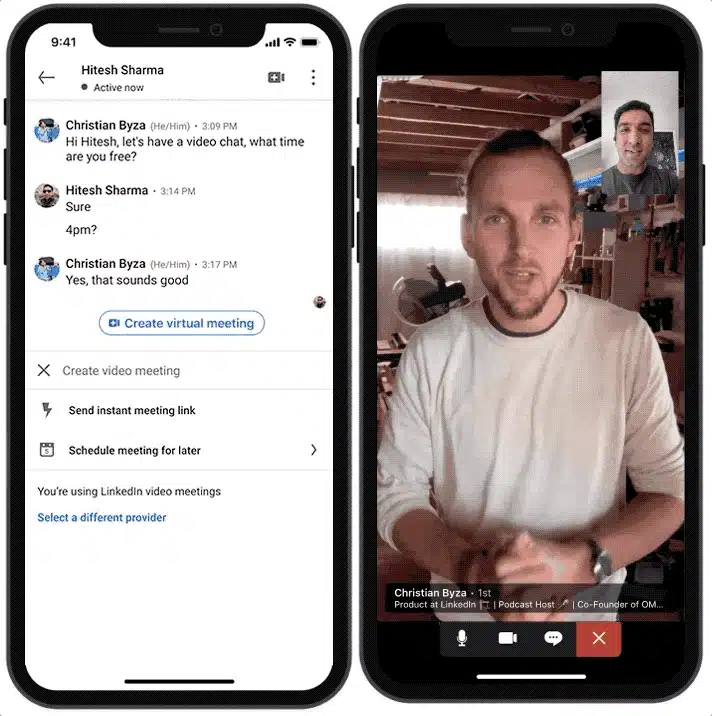 9:41
Hitesh Sharma
Active now
Christian Byza (He/Him) • 3:09 PM
Hi Hitesh, let's have a video chat, what time
are you free?
Hitesh Sharma • 3:14 PM
Sure
4pm?
Christian Byza (He/Him) • 3:17 PM
Yes, that sounds good
Create virtual meeting
Create video meeting
Send instant meeting link
5
Schedule meeting for later
You're using LinkedIn video meetings
Select a different provider
Christian Byza • 1st
Product at LinkedIn | Podcast Host 🎤 | Co-Founder of OM...